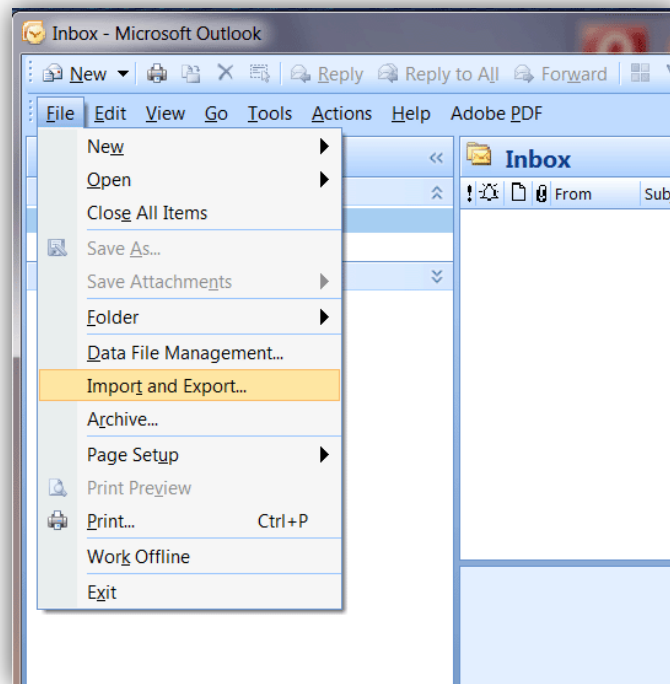 Inbox - Microsoft Outlook
New Reply Reply to All Forward
File Edit View Go Tools Actions Help Adobe PDF
New
Open
Close All Items
Save As...
Save Attachments
Folder
Data File Management...
Import and Export...
Archive...
Page Setup
Print Preview
Print... Ctrl+P
Work Offline
Exit
Inbox
! From Sub